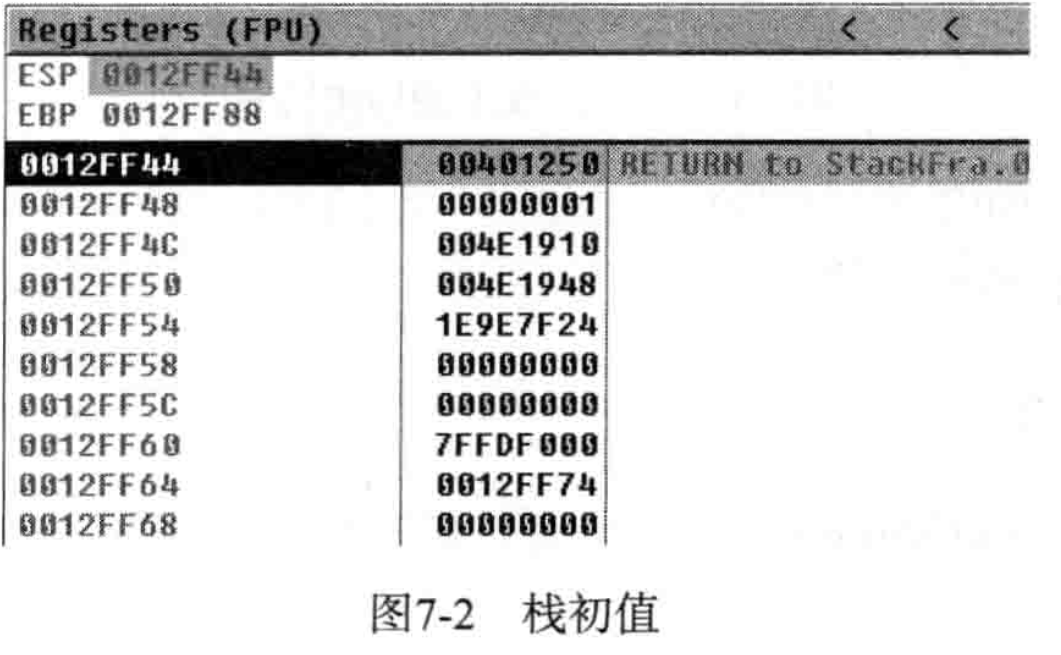 Registers (FPU) < <
ESP 0012FF44
EBP 0012FF88
0012FF44 00401250 RETURN to StackFra.0
0012FF48 00000001
0012FF4C 004E1910
0012FF50 004E1948
0012FF54 1E9E7F24
0012FF58 00000000
0012FF5C 00000000
0012FF60 7FFDF000
0012FF64 0012FF74
0012FF68 00000000
图7-2 栈初值